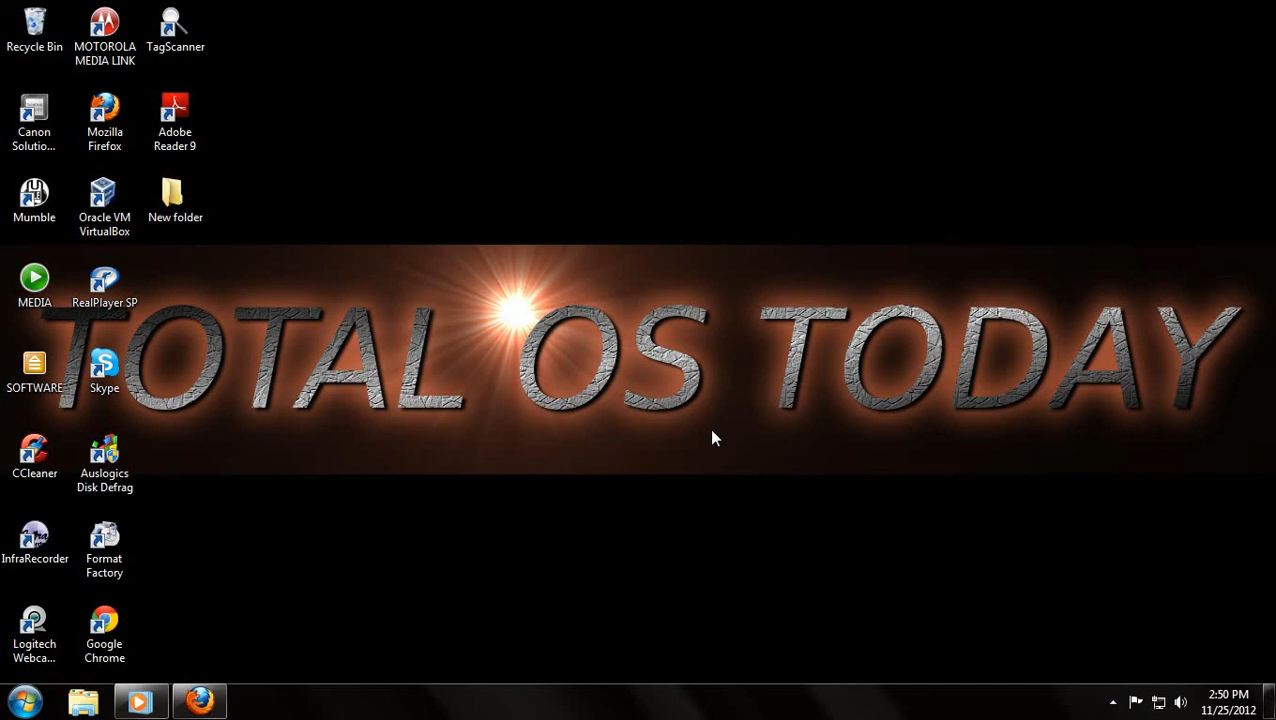 Recycle Bin
MOTOROLA
MEDIA LINK
TagScanner
Canon
Solutio...
Mozilla
Firefox
Adobe
Reader 9
Mumble
Oracle VM
VirtualBox
New folder
MEDIA
RealPlayer SP
TOTAL OS TODAY
SOFTWARE
Skype
CCleaner
Auslogics
Disk Defrag
InfraRecorder
Format
Factory
Logitech
Webca...
Google
Chrome
2:50 PM
11/25/2012